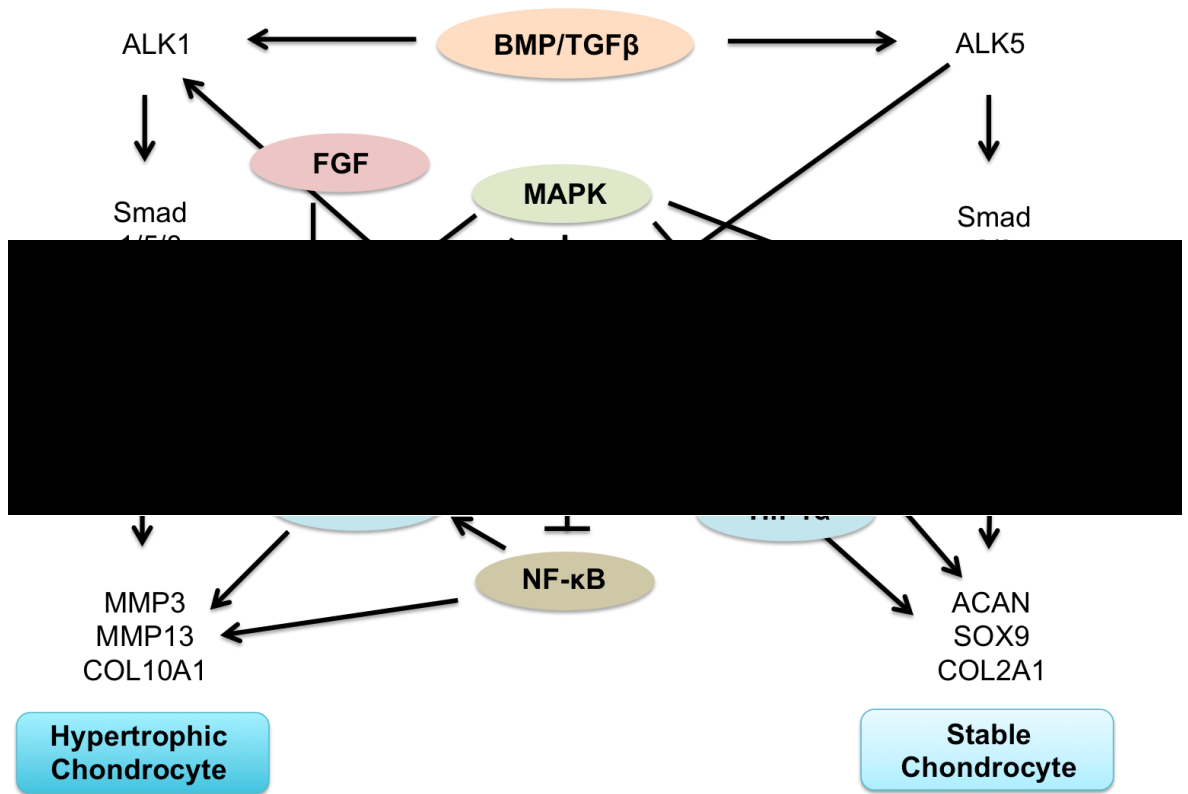 ALK1
BMP/TGFβ
ALK5
FGF
MAPK
Smad
Smad
NF-κB
MMP3
MMP13
COL10A1
ACAN
SOX9
COL2A1
Hypertrophic
Chondrocyte
Stable
Chondrocyte